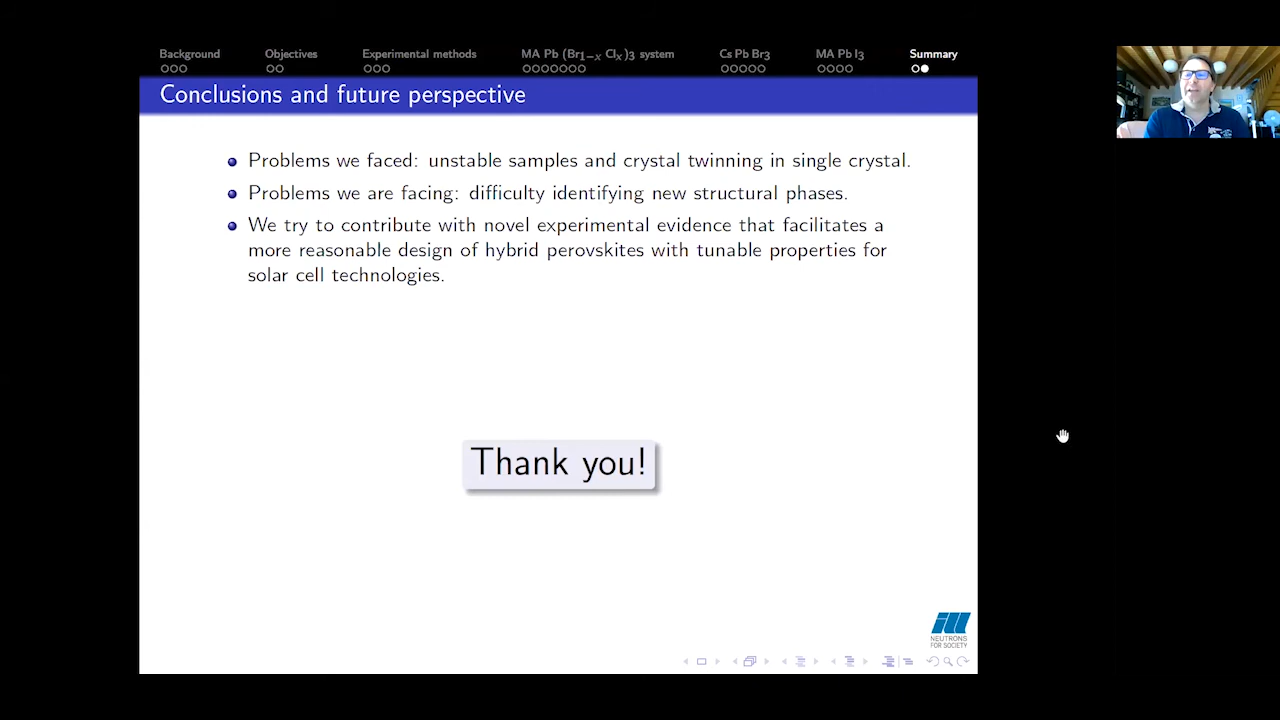 Background Objectives Experimental methods MA Pb (Br1−x Clx)3 system Cs Pb Br3 MA Pb I3 Summary
Conclusions and future perspective
Problems we faced: unstable samples and crystal twinning in single crystal.
Problems we are facing: difficulty identifying new structural phases.
We try to contribute with novel experimental evidence that facilitates a
more reasonable design of hybrid perovskites with tunable properties for
solar cell technologies.
Thank you!
ill
NEUTRONS
FOR SOCIETY